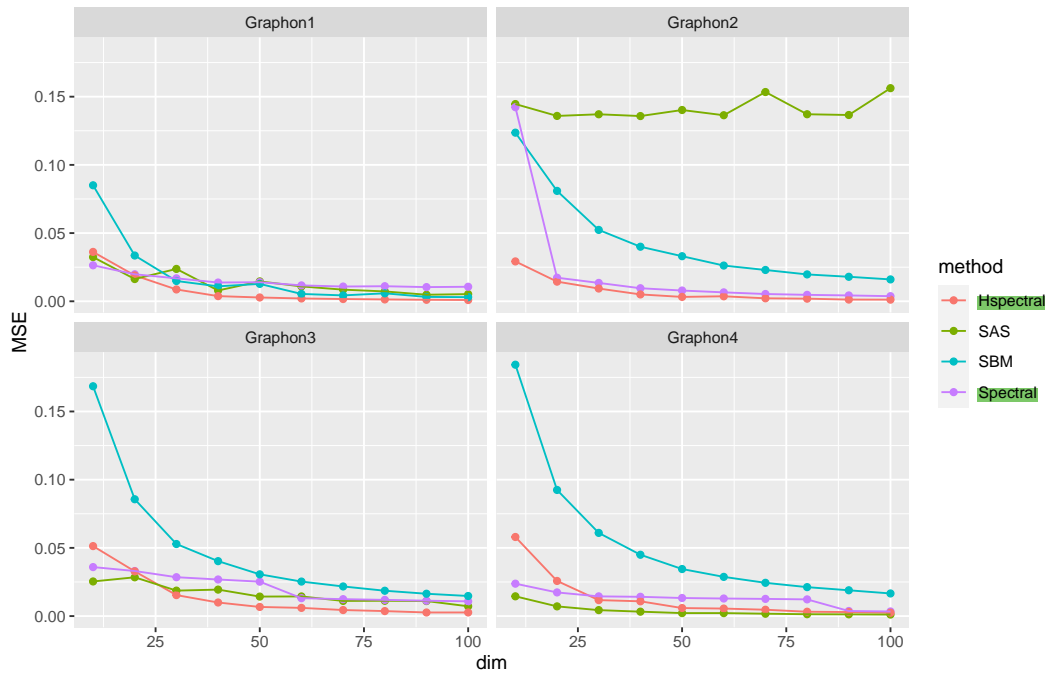 Graphon1
Graphon2
0.15
0.10
0.05
0.00
Graphon3
Graphon4
0.15
0.10
0.05
0.00
25
50
75
100
25
50
75
100
MSE
dim
method
Hspectral
SAS
SBM
Spectral